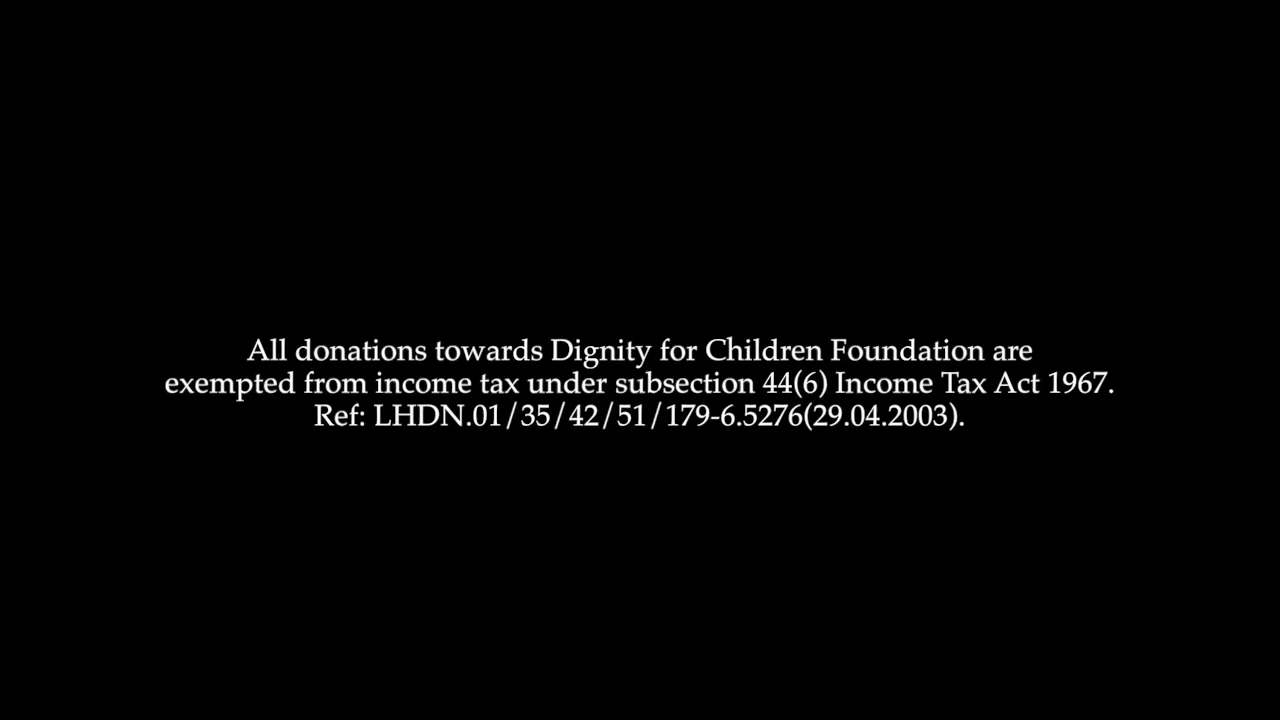 All donations towards Dignity for Children Foundation are
exempted from income tax under subsection 44(6) Income Tax Act 1967.
Ref: LHDN.01/35/42/51/179-6.5276(29.04.2003).